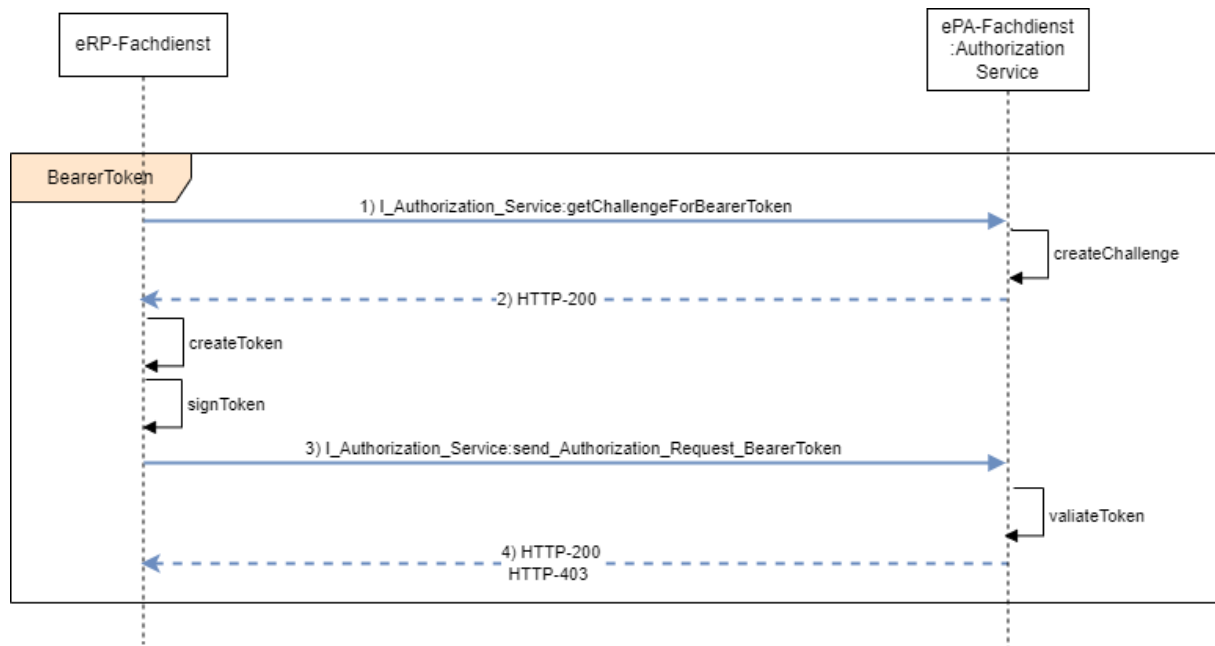 eRP-Fachdienst
ePA-Fachdienst
:Authorization
Service
BearerToken
1) I_Authorization_Service:getChallengeForBearerToken
createChallenge
2) HTTP-200
createToken
signToken
3) I_Authorization_Service:send_Authorization_Request_BearerToken
valiateToken
4) HTTP-200
HTTP-403